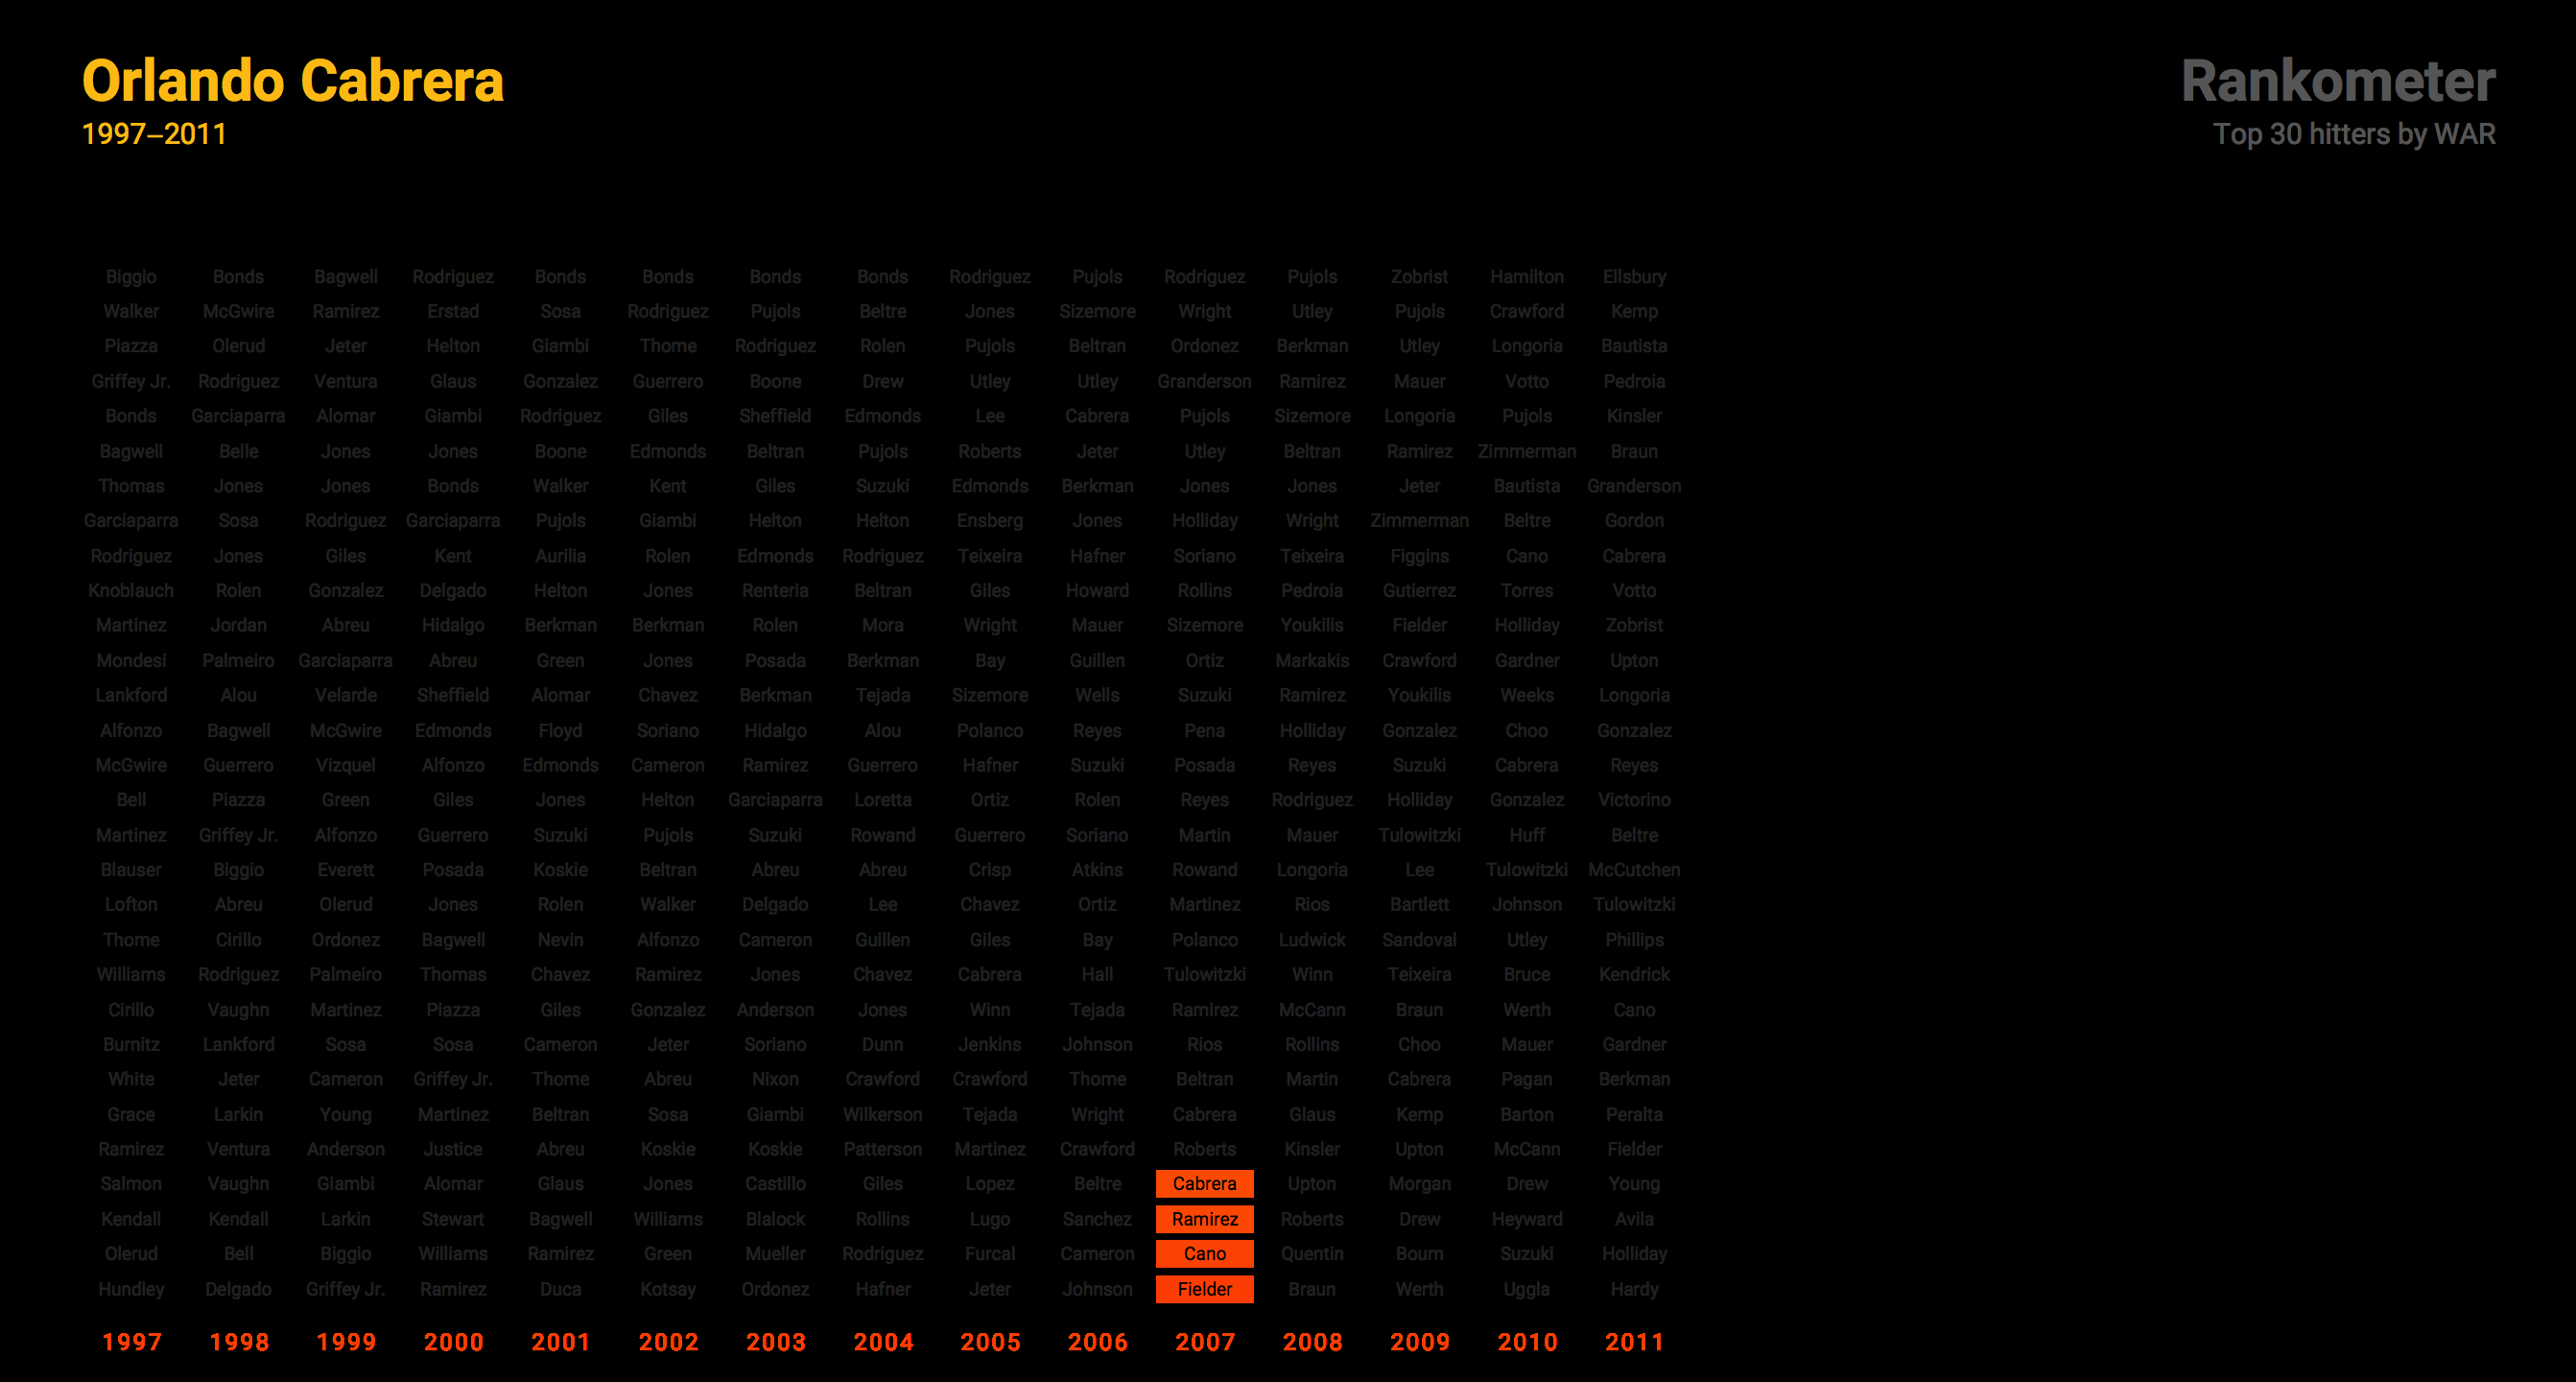 Orlando Cabrera
1997–2011
Rankometer
Top 30 hitters by WAR
Biggio Bonds Bagwell Rodriguez Bonds Bonds Bonds Bonds Rodriguez Pujols Rodriguez Pujols Zobrist Hamilton Ellsbury
Walker McGwire Ramirez Erstad Sosa Rodriguez Pujols Beltre Jones Sizemore Wright Utley Pujols Crawford Kemp
Piazza Olerud Jeter Helton Giambi Thome Rodriguez Rolen Pujols Beltran Ordonez Berkman Utley Longoria Bautista
Griffey Jr. Rodriguez Ventura Glaus Gonzalez Guerrero Boone Drew Utley Utley Granderson Ramirez Mauer Votto Pedroia
Bonds Garciaparra Alomar Giambi Rodriguez Giles Sheffield Edmonds Lee Cabrera Pujols Sizemore Longoria Pujols Kinsler
Bagwell Belle Jones Jones Boone Edmonds Beltran Pujols Roberts Jeter Utley Beltran Ramirez Zimmerman Braun
Thomas Jones Jones Bonds Walker Kent Giles Suzuki Edmonds Berkman Jones Jones Jeter Bautista Granderson
Garciaparra Sosa Rodriguez Garciaparra Pujols Giambi Helton Helton Ensberg Jones Holliday Wright Zimmerman Beltre Gordon
Rodriguez Jones Giles Kent Aurilia Rolen Edmonds Rodriguez Teixeira Hafner Soriano Teixeira Figgins Cano Cabrera
Knoblauch Rolen Gonzalez Delgado Helton Jones Renteria Beltran Giles Howard Rollins Pedroia Gutierrez Torres Votto
Martinez Jordan Abreu Hidalgo Berkman Berkman Rolen Mora Wright Mauer Sizemore Youkilis Fielder Holliday Zobrist
Mondesi Palmeiro Garciaparra Abreu Green Jones Posada Berkman Bay Guillen Ortiz Markakis Crawford Gardner Upton
Lankford Alou Velarde Sheffield Alomar Chavez Berkman Tejada Sizemore Wells Suzuki Ramirez Youkilis Weeks Longoria
Alfonzo Bagwell McGwire Edmonds Floyd Soriano Hidalgo Alou Polanco Reyes Pena Holliday Gonzalez Choo Gonzalez
McGwire Guerrero Vizquel Alfonzo Edmonds Cameron Ramirez Guerrero Hafner Suzuki Posada Reyes Suzuki Cabrera Reyes
Bell Piazza Green Giles Jones Helton Garciaparra Loretta Ortiz Rolen Reyes Rodriguez Holliday Gonzalez Victorino
Martinez Griffey Jr. Alfonzo Guerrero Suzuki Pujols Suzuki Rowand Guerrero Soriano Martin Mauer Tulowitzki Huff Beltre
Blauser Biggio Everett Posada Koskie Beltran Abreu Abreu Crisp Atkins Rowand Longoria Lee Tulowitzki McCutchen
Lofton Abreu Olerud Jones Rolen Walker Delgado Lee Chavez Ortiz Martinez Rios Bartlett Johnson Tulowitzki
Thome Cirillo Ordonez Bagwell Nevin Alfonzo Cameron Guillen Giles Bay Polanco Ludwick Sandoval Utley Phillips
Williams Rodriguez Palmeiro Thomas Chavez Ramirez Jones Chavez Cabrera Hall Tulowitzki Winn Teixeira Bruce Kendrick
Cirillo Vaughn Martinez Piazza Giles Gonzalez Anderson Jones Winn Tejada Ramirez McCann Braun Werth Cano
Burnitz Lankford Sosa Sosa Cameron Jeter Soriano Dunn Jenkins Johnson Rios Rollins Choo Mauer Gardner
White Jeter Cameron Griffey Jr. Thome Abreu Nixon Crawford Crawford Thome Beltran Martin Cabrera Pagan Berkman
Grace Larkin Young Martinez Beltran Sosa Giambi Wilkerson Tejada Wright Cabrera Glaus Kemp Barton Peralta
Ramirez Ventura Anderson Justice Abreu Koskie Koskie Patterson Martinez Crawford Roberts Kinsler Upton McCann Fielder
Salmon Vaughn Giambi Alomar Glaus Jones Castillo Giles Lopez Beltre Cabrera Upton Morgan Drew Young
Kendall Kendall Larkin Stewart Bagwell Williams Blalock Rollins Lugo Sanchez Ramirez Roberts Drew Heyward Avila
Olerud Bell Biggio Williams Ramirez Green Mueller Rodriguez Furcal Cameron Cano Quentin Bourn Suzuki Holliday
Hundley Delgado Griffey Jr. Ramirez Duca Kotsay Ordonez Hafner Jeter Johnson Fielder Braun Werth Uggla Hardy
1997 1998 1999 2000 2001 2002 2003 2004 2005 2006 2007 2008 2009 2010 2011